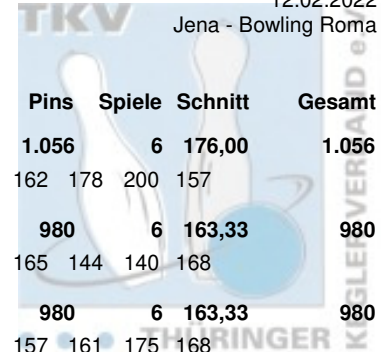 12.02.2022
TKV
Jena - Bowling Roma
Pins Spiele Schnitt Gesamt
1.056 6 176,00 1.056
162 178 200 157
980 6 163,33 980
165 144 140 168
980 6 163,33 980
157 161 175 168
THÜRINGER
KEGLERVERBAND e.V